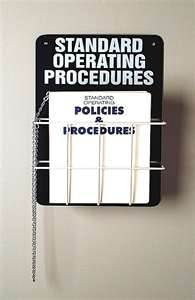 STANDARD
OPERATING
PROCEDURES
STANDARD
OPERATING
POLICIES
&
PROCEDURES